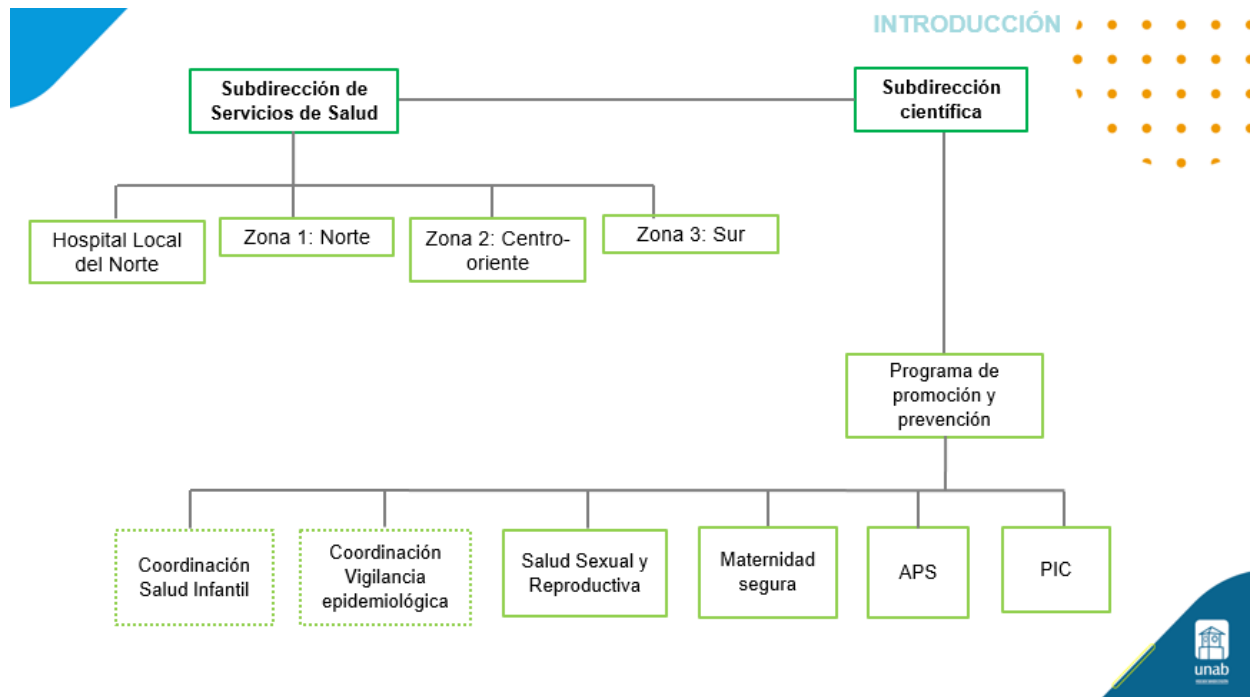 INTRODUCCIÓN
Subdirección de
Servicios de Salud
Subdirección
científica
Hospital Local
del Norte
Zona 1: Norte
Zona 2: Centro-
oriente
Zona 3: Sur
Programa de
promoción y
prevención
Coordinación
Salud Infantil
Coordinación
Vigilancia
epidemiológica
Salud Sexual y
Reproductiva
Maternidad
segura
APS
PIC
unab